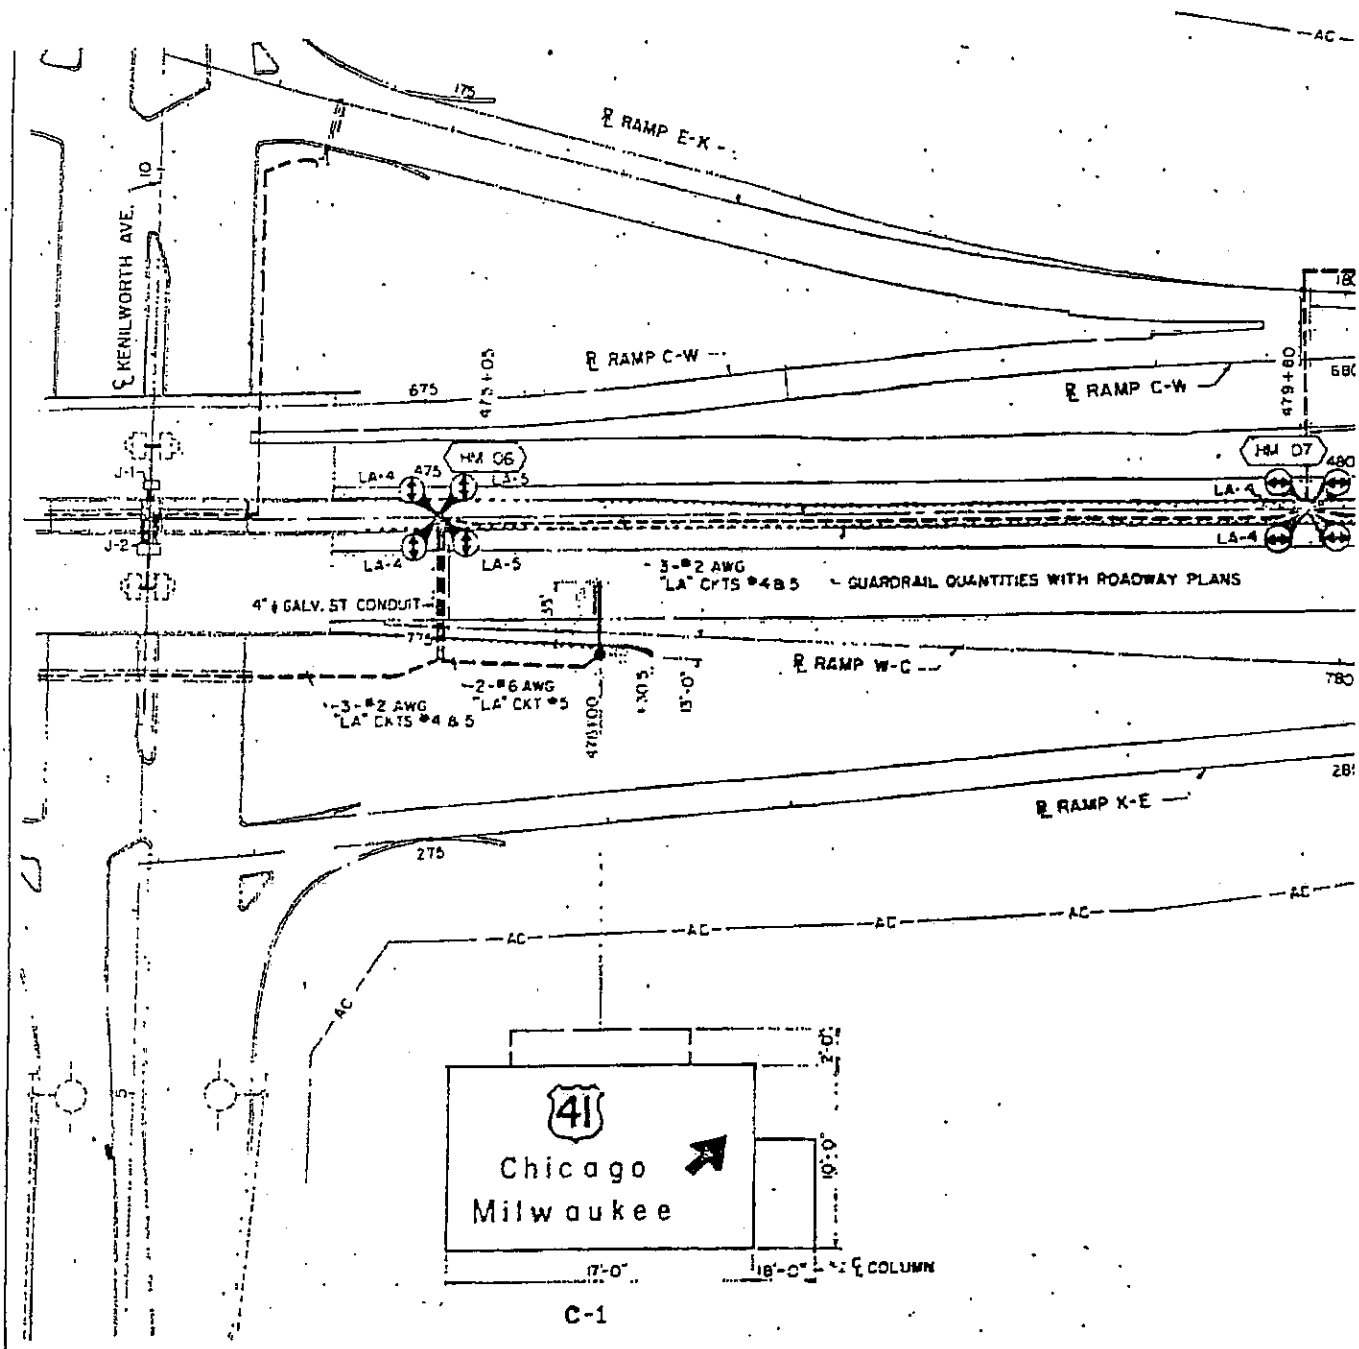 AC
175
℞ RAMP E-K
10
℄ KENILWORTH AVE.
180
℞ RAMP C-W
475+05
479+80
680
675
℞ RAMP C-W
HM 06
HM 07
480
LA-4
475
LA-5
J-1
LA-4
J-2
LA-4
LA-5
LA-4
3-#2 AWG
"LA" CKTS #4&5
GUARDRAIL QUANTITIES WITH ROADWAY PLANS
4" ϕ GALV. ST CONDUIT
35'
775
℞ RAMP W-C
780
2-#6 AWG
"LA" CKT #5
3-#2 AWG
"LA" CKTS #4 & 5
13'-0"
285
℞ RAMP K-E
275
AC
AC
AC
AC
AC
AC
5
2'-0"
41
Chicago
Milwaukee
10'-0"
17'-0"
18'-0"
℄ COLUMN
C-1